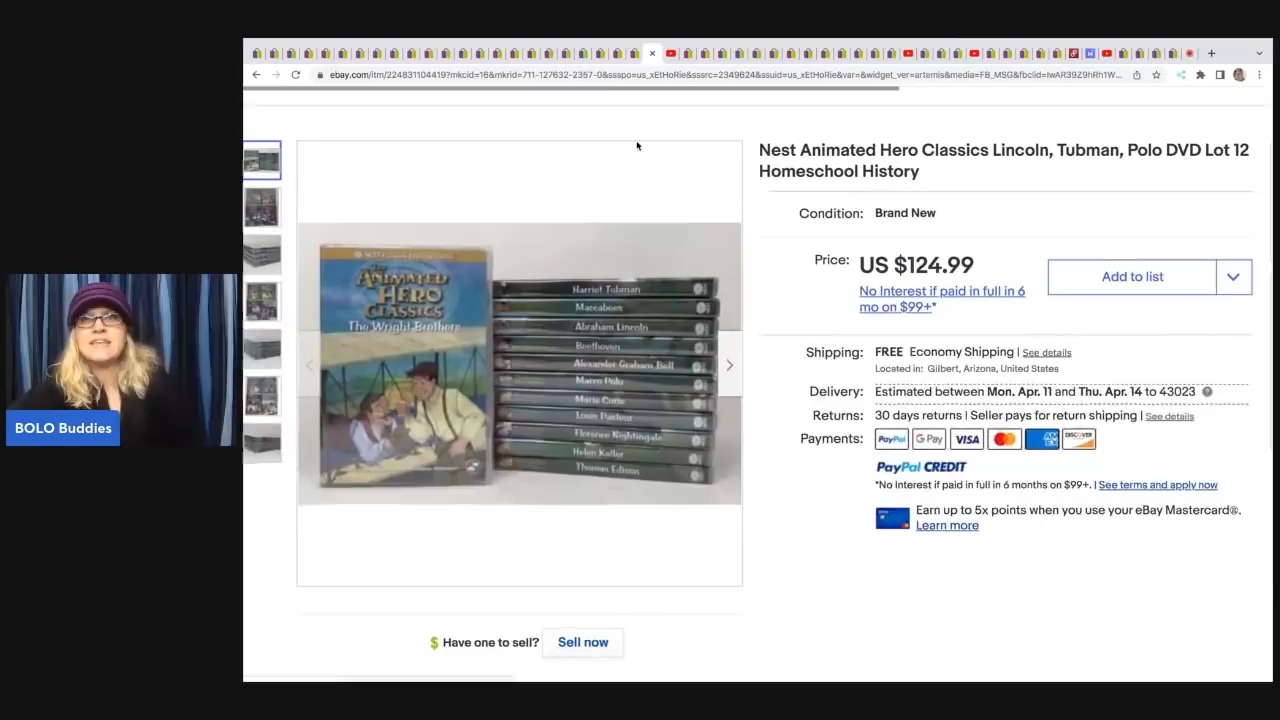 ebay.com/itm/224831104419?mkcid=16&mkrid=711-127632-2357-0&ssspo=us_xEtHoRie&sssrc=2349624&ssuid=us_xEtHoRie&var=&widget_ver=artemis&media=FB_MSG&fbclid=IwAR39Z9hRh1W...
Nest Animated Hero Classics Lincoln, Tubman, Polo DVD Lot 12
Homeschool History
Condition: Brand New
Price: US $124.99
Add to list
No Interest if paid in full in 6
mo on $99+*
Shipping: FREE Economy Shipping | See details
Located in: Gilbert, Arizona, United States
Delivery: Estimated between Mon. Apr. 11 and Thu. Apr. 14 to 43023
Returns: 30 days returns | Seller pays for return shipping | See details
Payments: PayPal G Pay VISA DISCOVER
PayPal CREDIT
*No Interest if paid in full in 6 months on $99+. | See terms and apply now
Earn up to 5x points when you use your eBay Mastercard®.
Learn more
The
ANIMATED
HERO
CLASSICS
The Wright Brothers
Harriet Tubman
Maccabees
Abraham Lincoln
Beethoven
Alexander Graham Bell
Marco Polo
Marie Curie
Louis Pasteur
Florence Nightingale
Helen Keller
Thomas Edison
Have one to sell? Sell now
BOLO Buddies